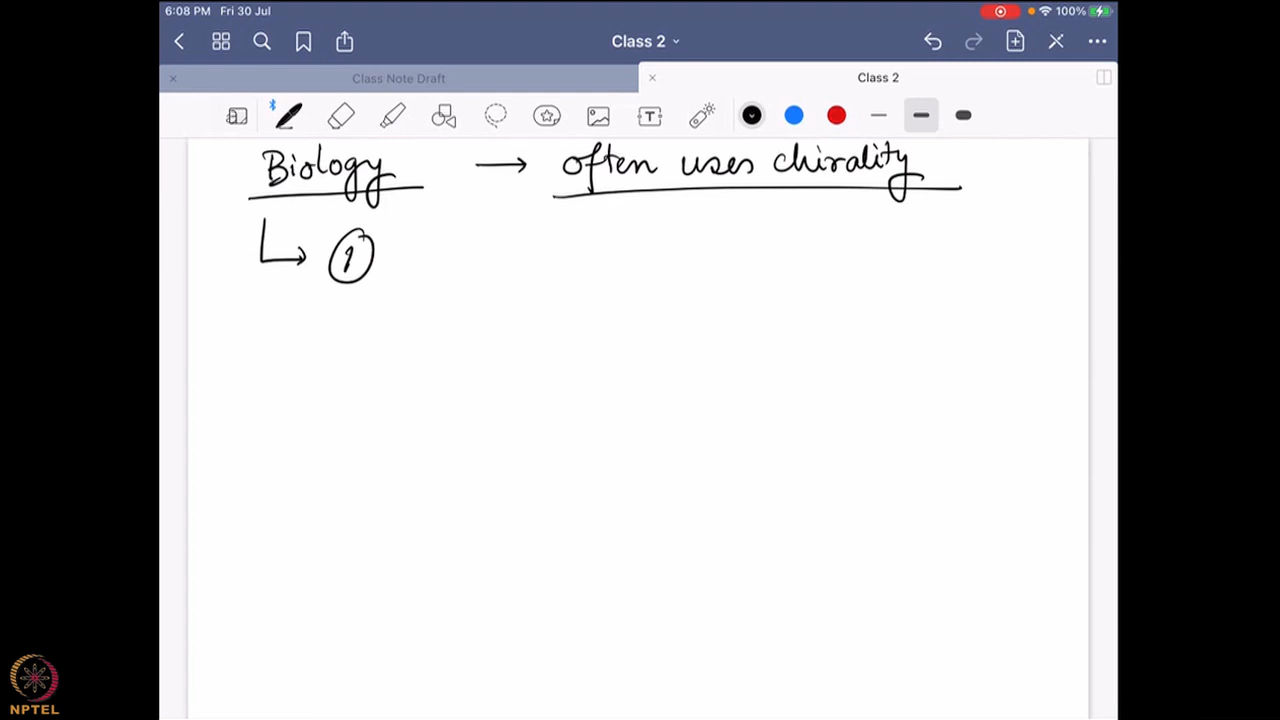 6:08 PM Fri 30 Jul 100%
Class 2
Class Note Draft
Class 2
T
Biology → often uses chirality
↳ 1
NPTEL